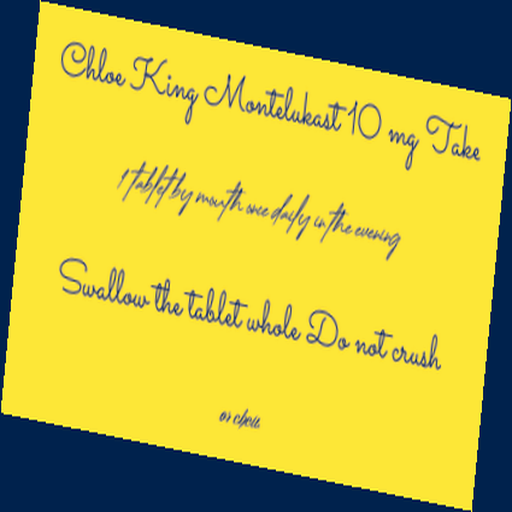 Chloe King Montelukast 10 mg Take
1 tablet by mouth once daily in the evening
Swallow the tablet whole Do not crush
or chew